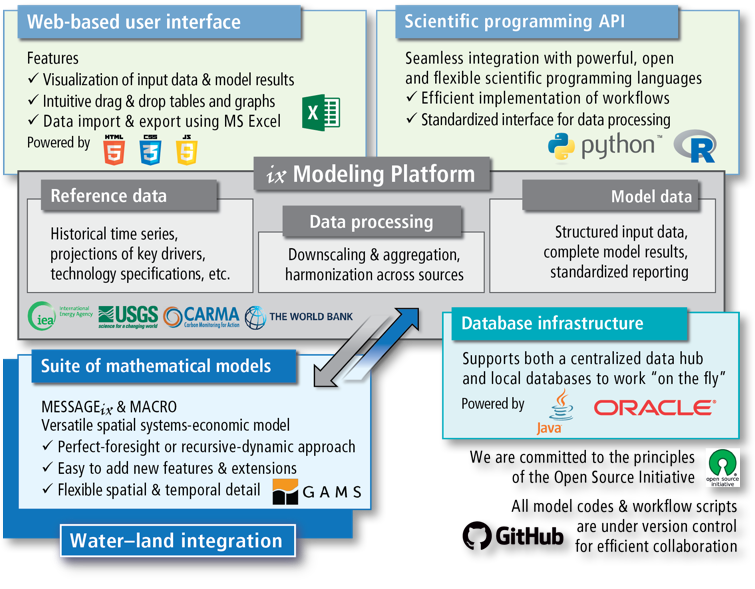 Web-based user interface
Features
✓ Visualization of input data & model results
✓ Intuitive drag & drop tables and graphs
✓ Data import & export using MS Excel
X
Powered by
HTML
5
CSS
3
JS
5
Scientific programming API
Seamless integration with powerful, open
and flexible scientific programming languages
✓ Efficient implementation of workflows
✓ Standardized interface for data processing
python™
R
ix Modeling Platform
Reference data
Historical time series,
projections of key drivers,
technology specifications, etc.
Data processing
Downscaling & aggregation,
harmonization across sources
Model data
Structured input data,
complete model results,
standardized reporting
iea
International
Energy Agency
USGS
science for a changing world
CARMA
Carbon Monitoring for Action
THE WORLD BANK
Database infrastructure
Supports both a centralized data hub
and local databases to work “on the fly”
Powered by
Java
ORACLE®
Suite of mathematical models
MESSAGEix & MACRO
Versatile spatial systems-economic model
✓ Perfect-foresight or recursive-dynamic approach
✓ Easy to add new features & extensions
✓ Flexible spatial & temporal detail
GAMS
Water–land integration
We are committed to the principles
of the Open Source Initiative
open source
initiative
All model codes & workflow scripts
are under version control
for efficient collaboration
GitHub